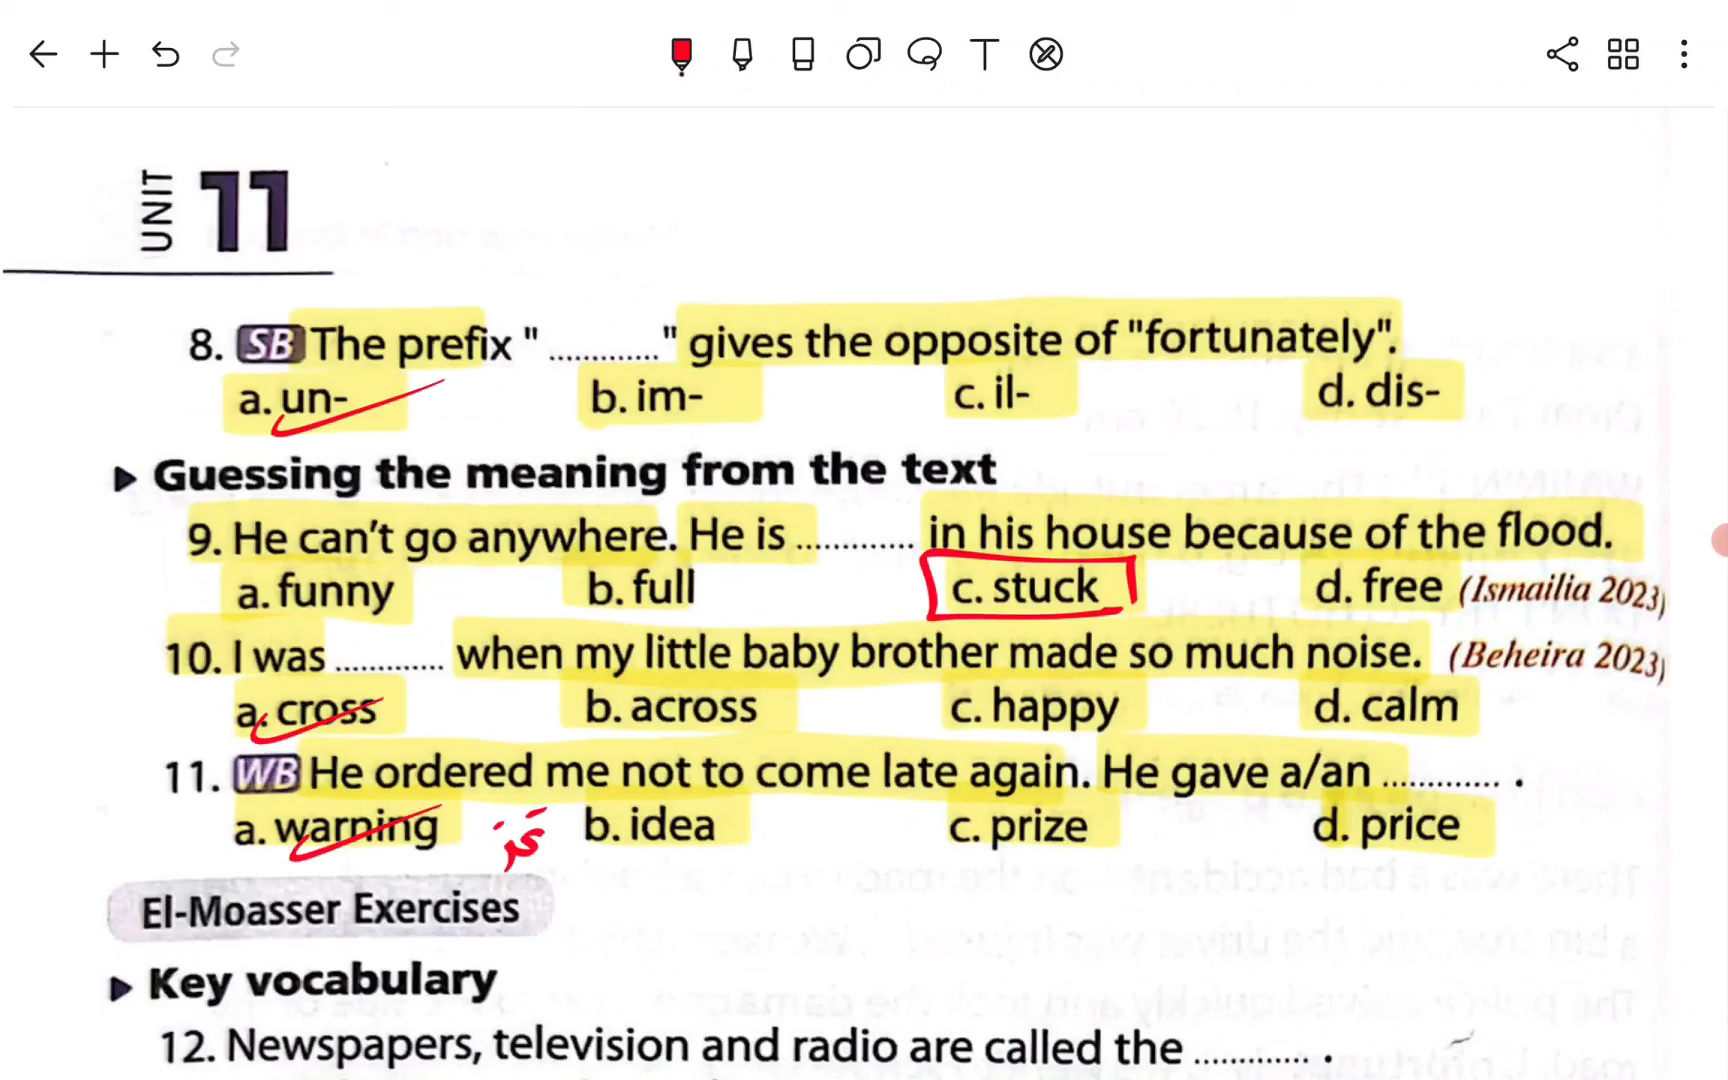 UNIT 11
8. SB The prefix "............" gives the opposite of "fortunately".
a. un- b. im- c. il- d. dis-
Guessing the meaning from the text
9. He can't go anywhere. He is ............ in his house because of the flood.
a. funny b. full c. stuck d. free (Ismailia 2023)
10. I was ............ when my little baby brother made so much noise. (Beheira 2023)
a. cross b. across c. happy d. calm
11. WB He ordered me not to come late again. He gave a/an ............ .
a. warning b. idea c. prize d. price
El-Moasser Exercises
Key vocabulary
12. Newspapers, television and radio are called the ............ .